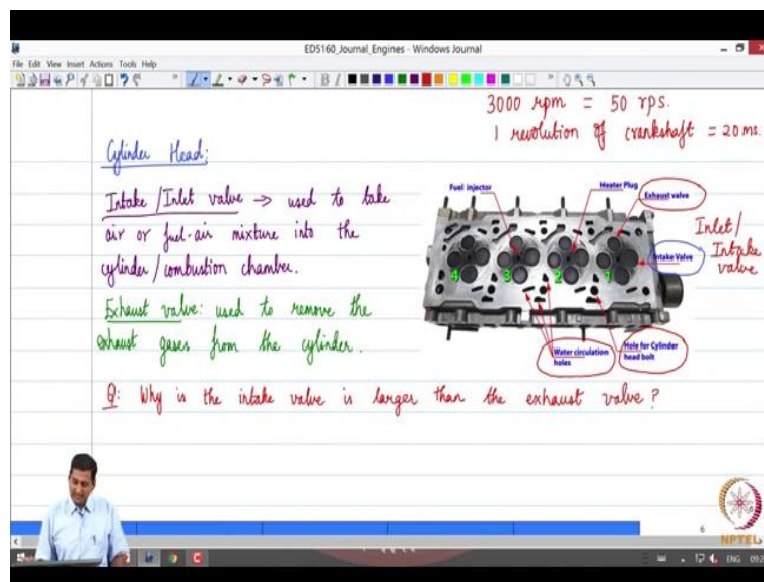 ED5160_Journal_Engines - Windows Journal
File Edit View Insert Actions Tools Help
3000 rpm = 50 rps.
1 revolution of crankshaft = 20 ms.
Cylinder Head:
Intake/Inlet valve → used to take
air or fuel-air mixture into the
cylinder/combustion chamber.
Exhaust valve: used to remove the
exhaust gases from the cylinder.
Fuel injector
Heater Plug
Exhaust valve
Inlet/
Intake
valve
Intake Valve
4 3 2 1
Water circulation
holes
Hole for Cylinder
head bolt
Q: Why is the intake valve is larger than the exhaust valve?
6
NPTEL
ENG